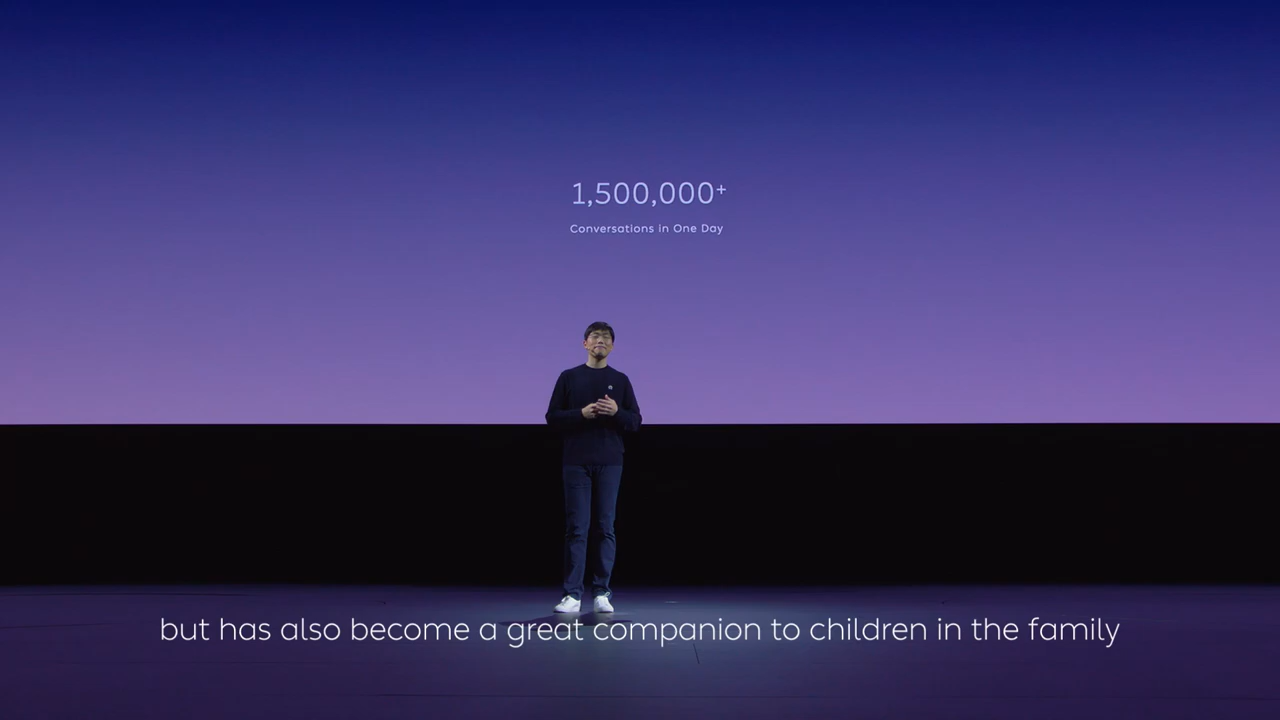 1,500,000+
Conversations in One Day
but has also become a great companion to children in the family